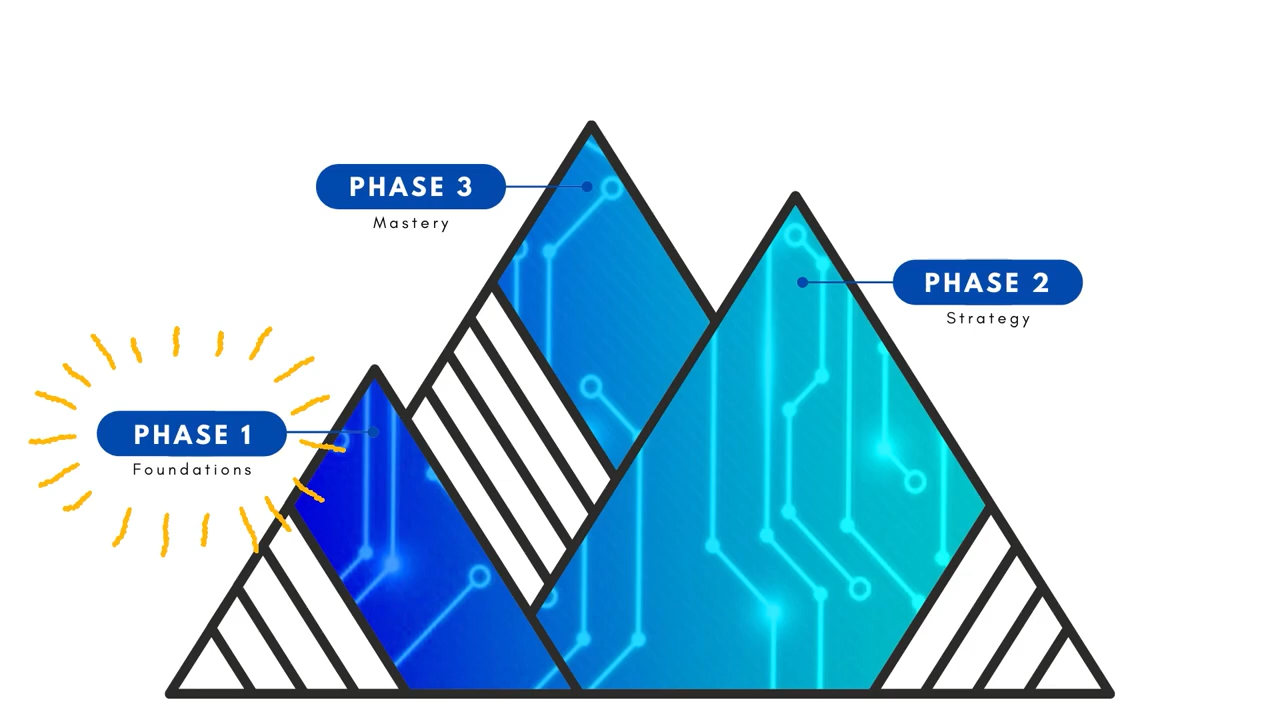 PHASE 3
Mastery
PHASE 2
Strategy
PHASE 1
Foundations